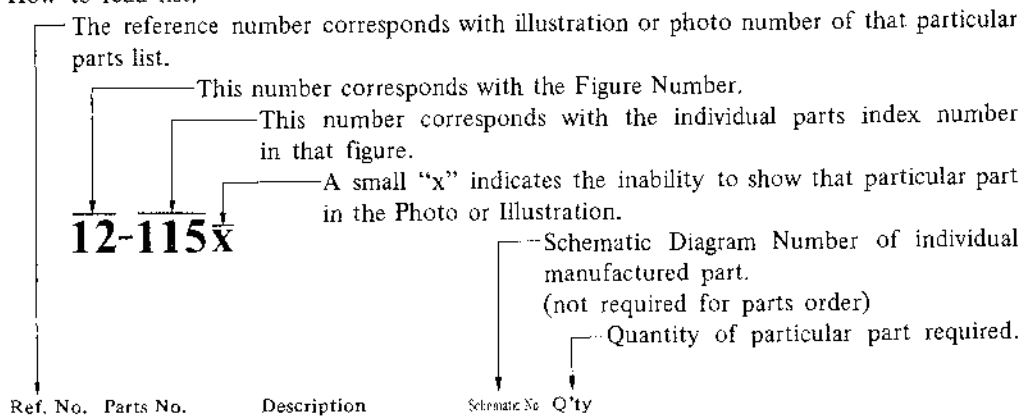 How to read list:
The reference number corresponds with illustration or photo number of that particular
parts list.
This number corresponds with the Figure Number.
This number corresponds with the individual parts index number
in that figure.
A small “x” indicates the inability to show that particular part
in the Photo or Illustration.
12-115x
Schematic Diagram Number of individual
manufactured part.
(not required for parts order)
Quantity of particular part required.
Ref. No. Parts No. Description Schematic No Q'ty